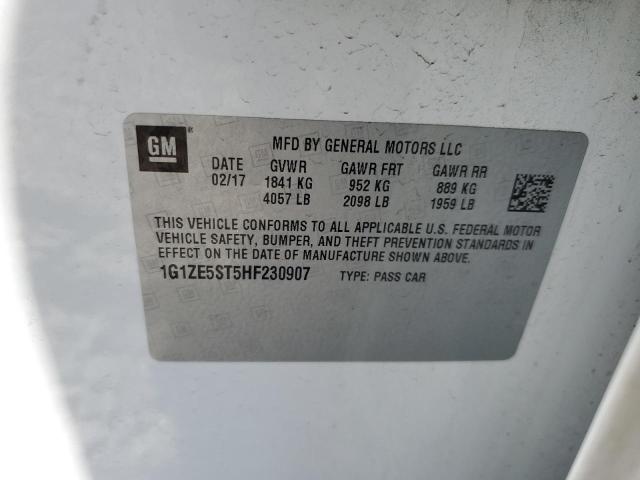 GM
MFD BY GENERAL MOTORS LLC
DATE GVWR GAWR FRT GAWR RR
02/17 1841 KG 952 KG 889 KG
4057 LB 2098 LB 1959 LB
THIS VEHICLE CONFORMS TO ALL APPLICABLE U.S. FEDERAL MOTOR
VEHICLE SAFETY, BUMPER, AND THEFT PREVENTION STANDARDS IN
EFFECT ON THE DATE OF MANUFACTURE SHOWN ABOVE.
1G1ZE5ST5HF230907 TYPE: PASS CAR